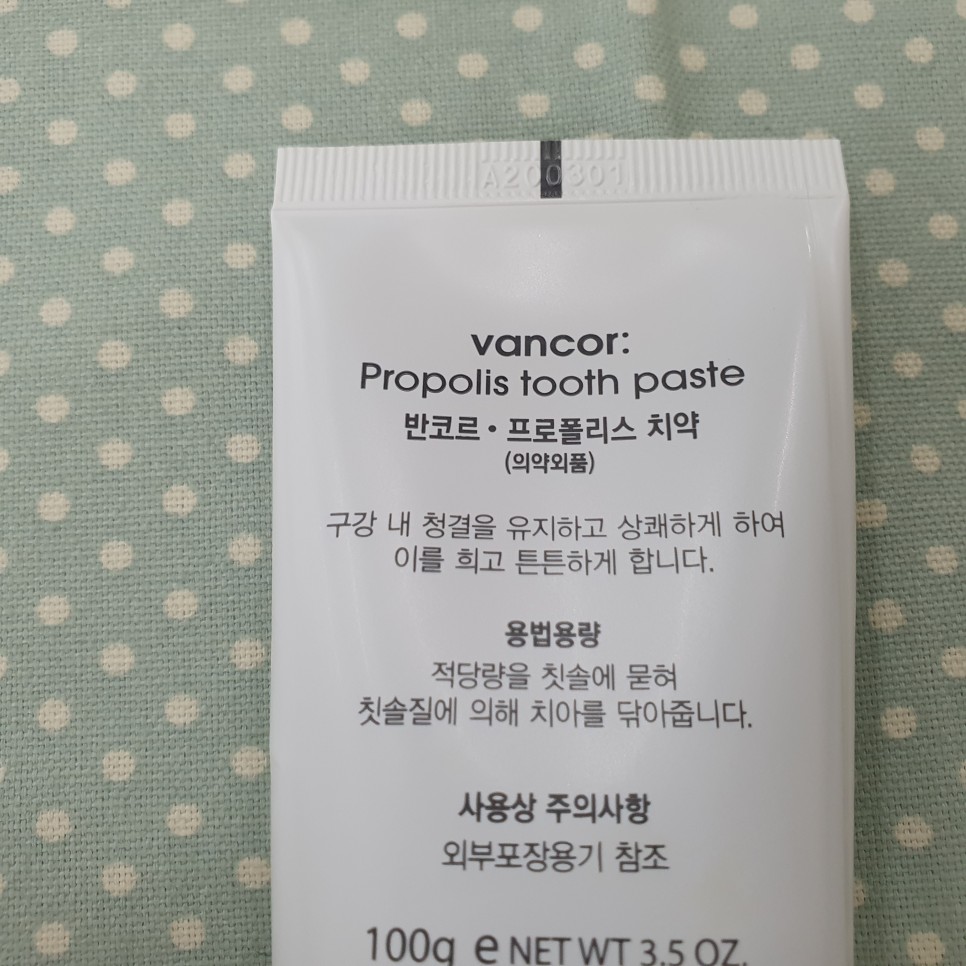 A200301
vancor:
Propolis tooth paste
반코르 • 프로폴리스 치약
(의약외품)
구강 내 청결을 유지하고 상쾌하게 하여
이를 희고 튼튼하게 합니다.
용법용량
적당량을 칫솔에 묻혀
칫솔질에 의해 치아를 닦아줍니다.
사용상 주의사항
외부포장용기 참조
100g e NET WT 3.5 OZ.